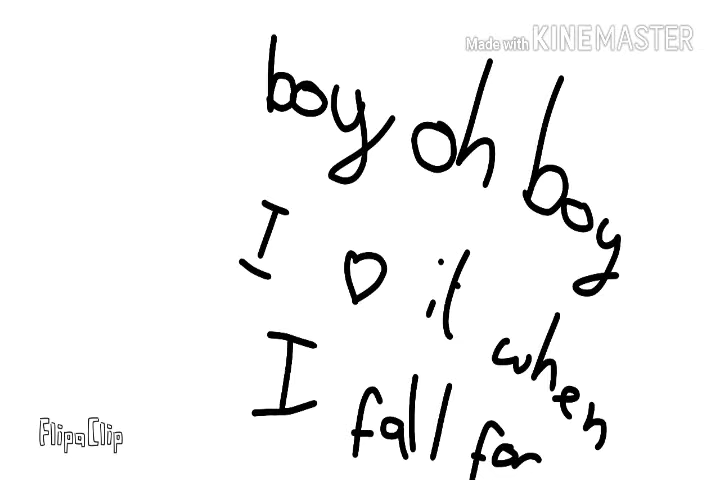 Made with KINEMASTER
boy oh boy
I ♡ it when
I fall for
FlipaClip